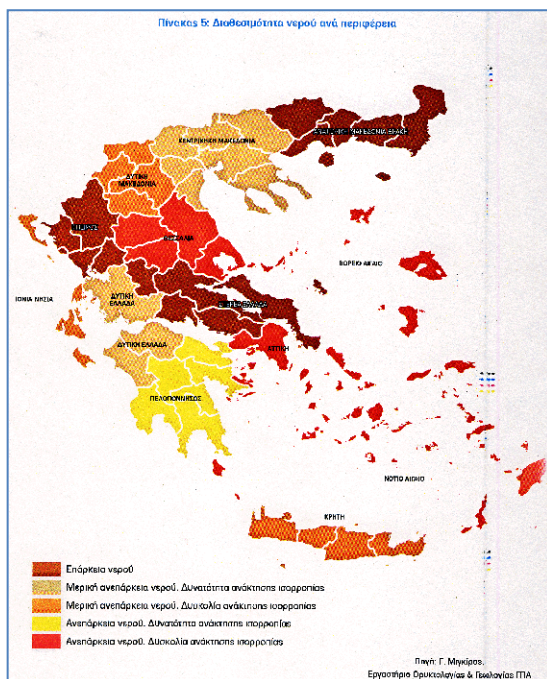 Πίνακας 5: Διαθεσιμότητα νερού ανά περιφέρεια
ΑΝΑΤΟΛΙΚΗ ΜΑΚΕΔΟΝΙΑ ΘΡΑΚΗ
ΚΕΝΤΡΙΚΗ ΜΑΚΕΔΟΝΙΑ
ΔΥΤΙΚΗ
ΜΑΚΕΔΟΝΙΑ
ΗΠΕΙΡΟΣ
ΘΕΣΣΑΛΙΑ
ΒΟΡΕΙΟ ΑΙΓΑΙΟ
ΙΟΝΙΑ ΝΗΣΙΑ
ΔΥΤΙΚΗ
ΕΛΛΑΔΑ
ΣΤΕΡΕΑ ΕΛΛΑΔΑ
ΔΥΤΙΚΗ ΕΛΛΑΔΑ
ΑΤΤΙΚΗ
ΠΕΛΟΠΟΝΝΗΣΟΣ
ΝΟΤΙΟ ΑΙΓΑΙΟ
ΚΡΗΤΗ
Επάρκεια νερού
Μερική ανεπάρκεια νερού. Δυνατότητα ανάκτησης ισορροπίας
Μερική ανεπάρκεια νερού. Δυσκολία ανάκτησης ισορροπίας
Ανεπάρκεια νερού. Δυνατότητα ανάκτησης ισορροπίας
Ανεπάρκεια νερού. Δυσκολία ανάκτησης ισορροπίας
Πηγή: Γ. Μιγκίρος.
Εργαστήριο Ορυκτολογίας & Γεωλογίας ΓΠΑ